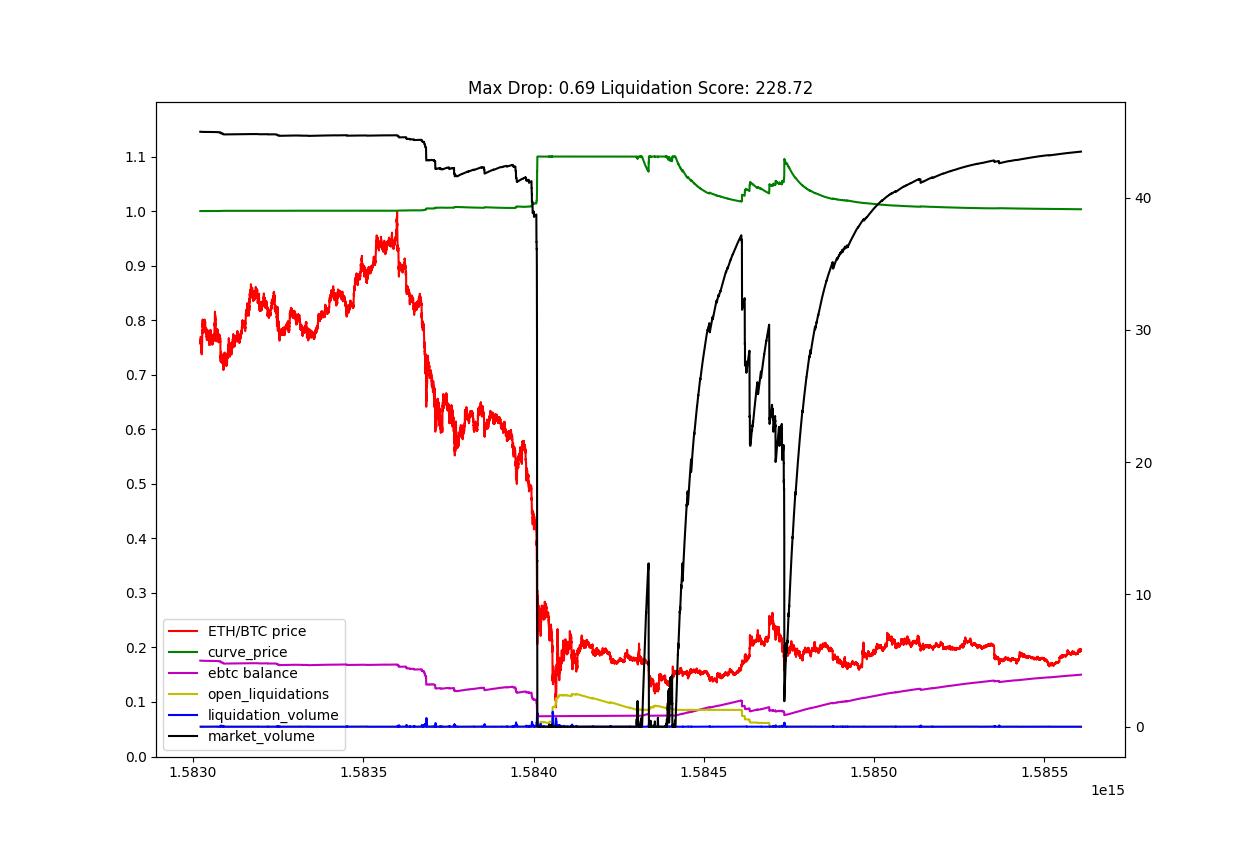 Max Drop: 0.69 Liquidation Score: 228.72
1.1
1.0
0.9
0.8
0.7
0.6
0.5
0.4
0.3
0.2
0.1
0.0
40
30
20
10
0
ETH/BTC price
curve_price
ebtc balance
open_liquidations
liquidation_volume
market_volume
1.5830
1.5835
1.5840
1.5845
1.5850
1.5855
1e15